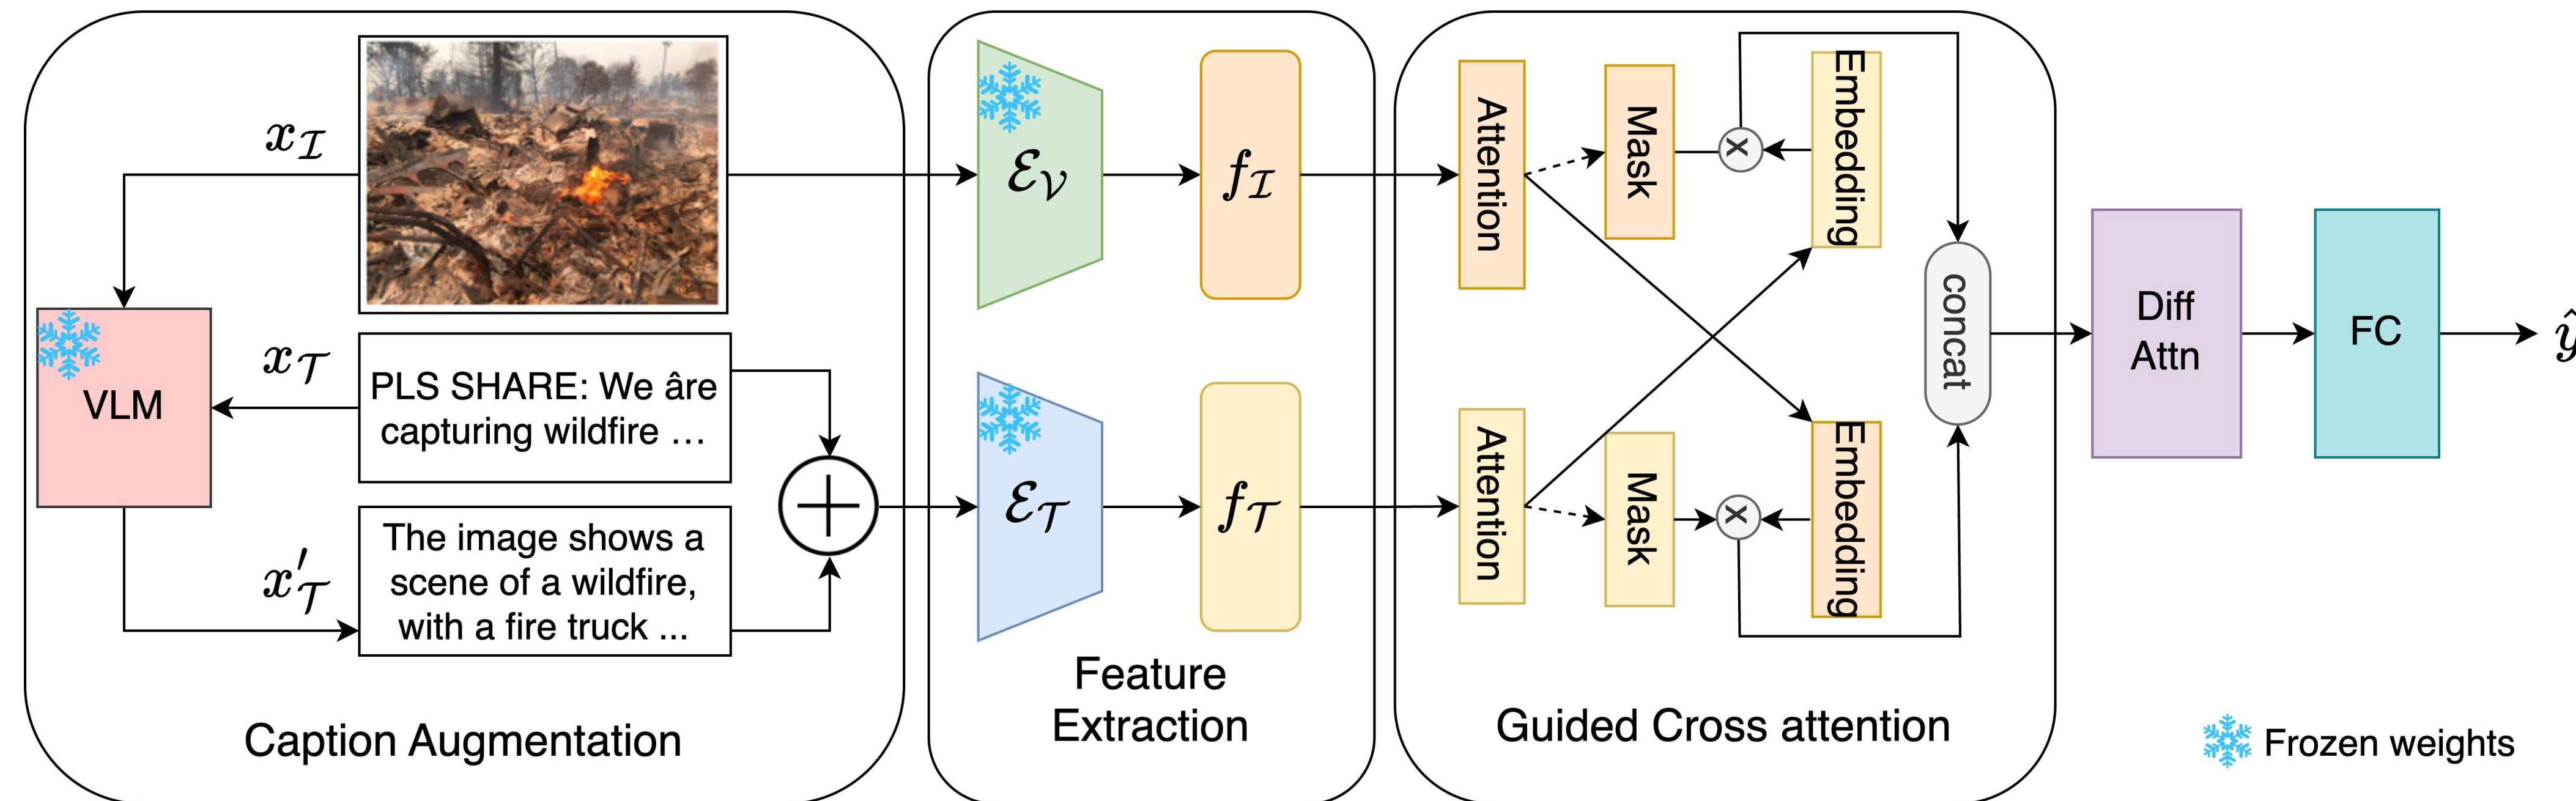 x_I
x_T
x'_T
VLM
PLS SHARE: We âre
capturing wildfire ...
The image shows a
scene of a wildfire,
with a fire truck ...
Caption Augmentation
ℰ_V
f_I
ℰ_T
f_T
Feature
Extraction
Attention
Mask
X
Embedding
Attention
Mask
X
Embedding
concat
Guided Cross attention
Diff
Attn
FC
ŷ
Frozen weights